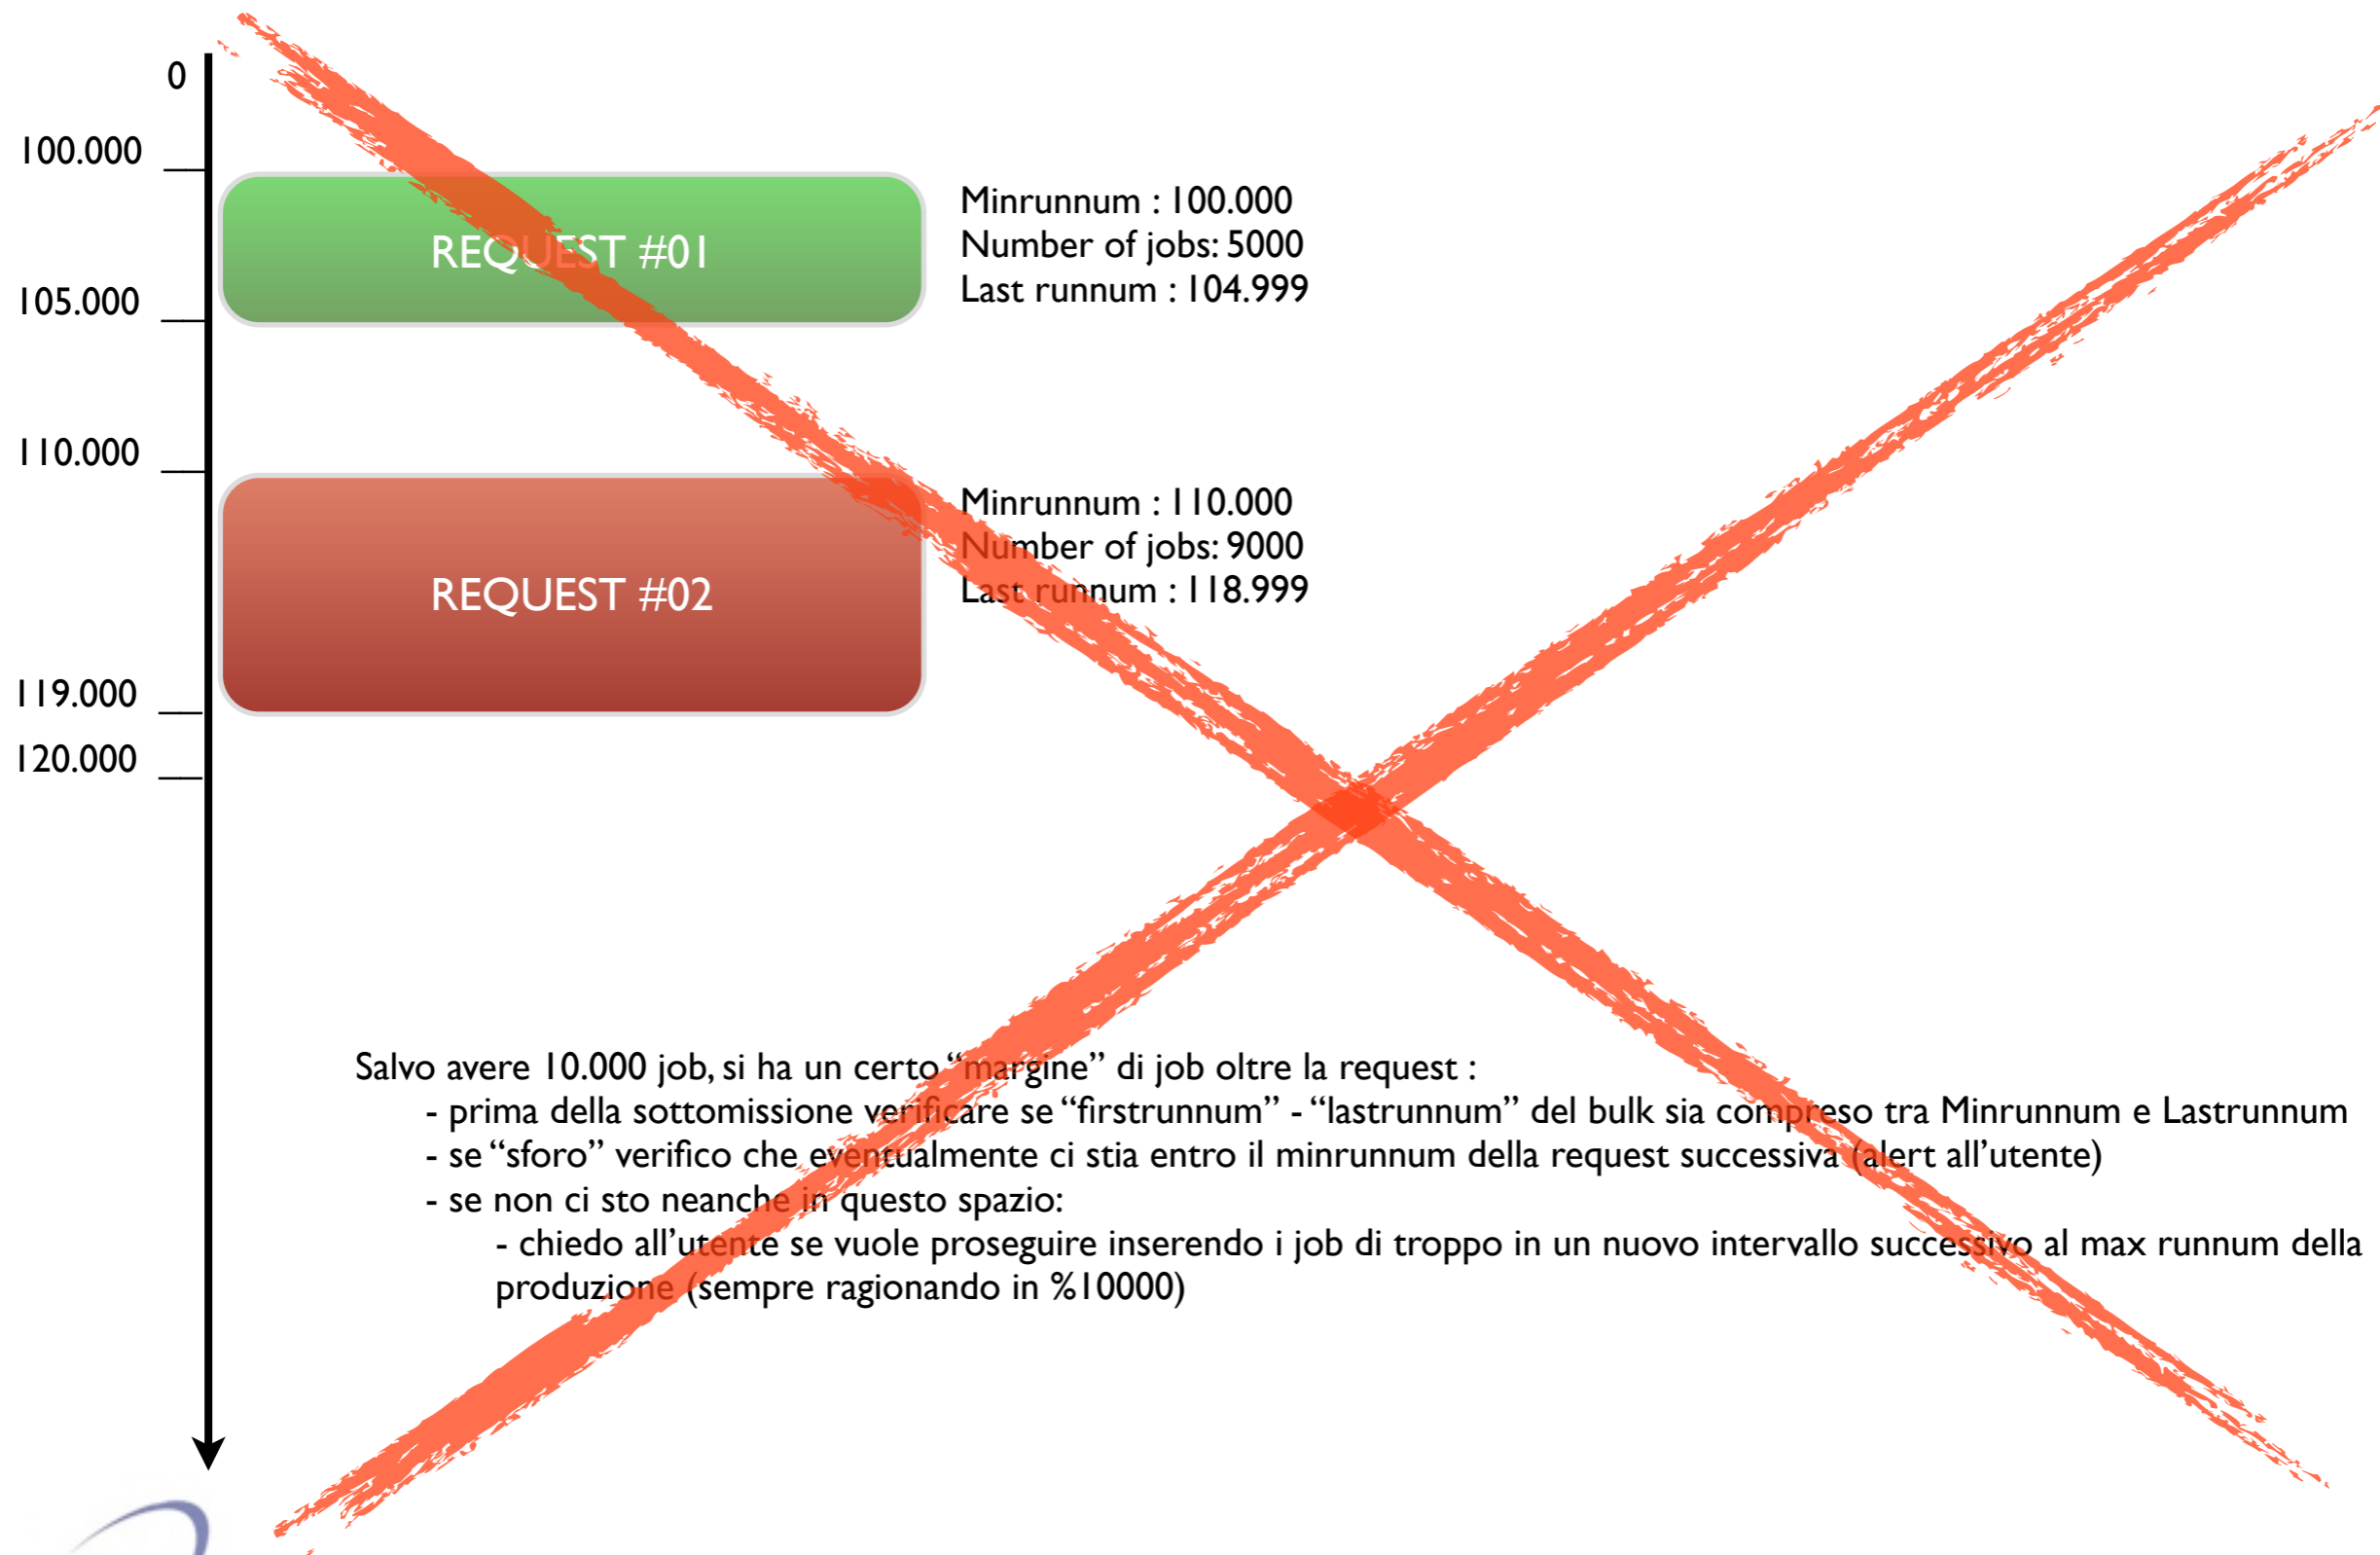 0
100.000
105.000
110.000
119.000
120.000
REQUEST #01
Minrunnum : 100.000
Number of jobs: 5000
Last runnum : 104.999
REQUEST #02
Minrunnum : 110.000
Number of jobs: 9000
Last runnum : 118.999
Salvo avere 10.000 job, si ha un certo “margine” di job oltre la request :
- prima della sottomissione verificare se “firstrunnum” - “lastrunnum” del bulk sia compreso tra Minrunnum e Lastrunnum
- se “sforo” verifico che eventualmente ci stia entro il minrunnum della request successiva (alert all’utente)
- se non ci sto neanche in questo spazio:
- chiedo all’utente se vuole proseguire inserendo i job di troppo in un nuovo intervallo successivo al max runnum della
produzione (sempre ragionando in %10000)